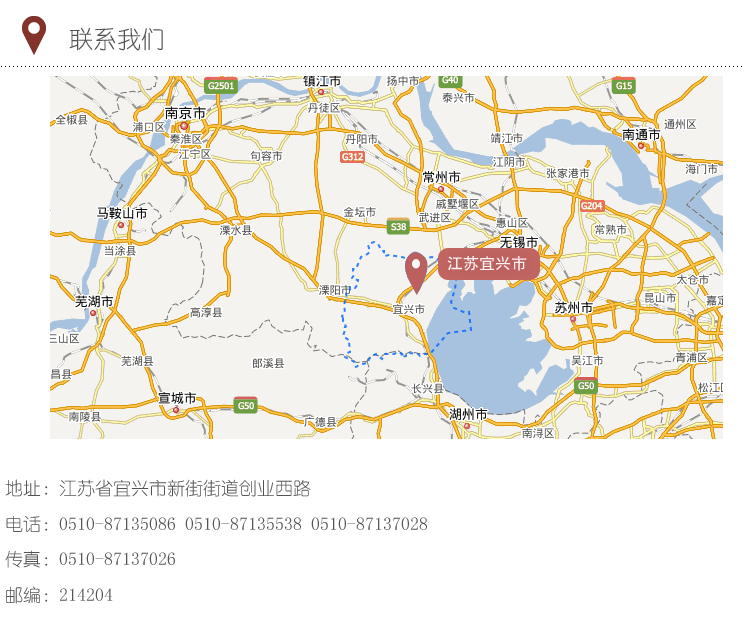 联系我们
G2501
镇江市
扬中市
G40
G15
丹徒区
泰兴市
全椒县
南京市
浦口区
秦淮区
江宁区
句容市
丹阳市
G312
靖江市
江阴市
南通市
通州区
海门市
张家港市
常州市
戚墅堰区
武进区
G204
马鞍山市
溧水县
金坛市
S38
惠山区
无锡市
常熟市
当涂县
江苏宜兴市
太仓市
溧阳市
宜兴市
芜湖市
高淳县
苏州市
昆山市
嘉定
三山区
芜湖县
郎溪县
吴江市
青浦区
昌县
长兴县
G50
松江
宣城市
G50
南陵县
广德县
湖州市
南浔区
地址：江苏省宜兴市新街街道创业西路
电话：0510-87135086 0510-87135538 0510-87137028
传真：0510-87137026
邮编：214204